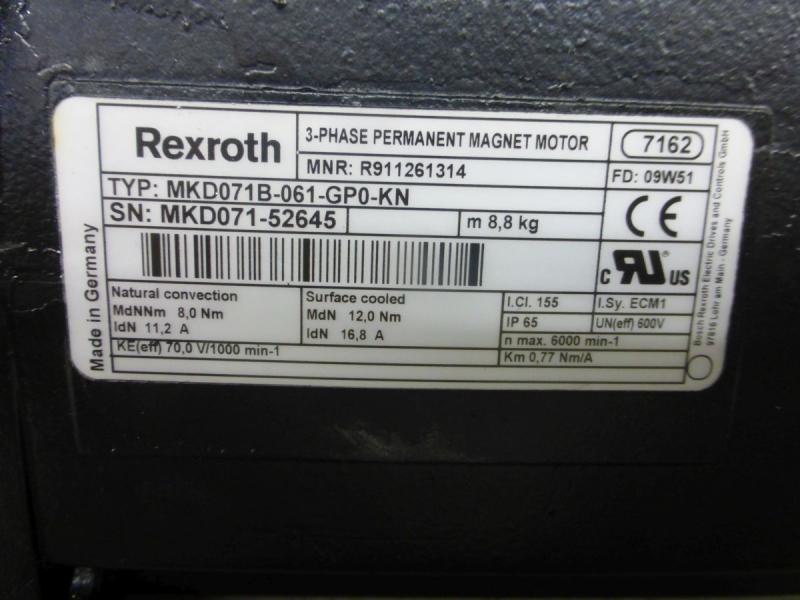 Rexroth
3-PHASE PERMANENT MAGNET MOTOR
7162
MNR: R911261314
FD: 09W51
TYP: MKD071B-061-GP0-KN
SN: MKD071-52645
m 8,8 kg
CE
c RU US
Natural convection
MdNNm 8,0 Nm
IdN 11,2 A
Surface cooled
MdN 12,0 Nm
IdN 16,8 A
I.Cl. 155
I.Sy. ECM1
IP 65
UN(eff) 600V
n max. 6000 min-1
KE(eff) 70,0 V/1000 min-1
Km 0,77 Nm/A
Made in Germany
Bosch Rexroth Electric Drives and Controls GmbH
97816 Lohr am Main - Germany